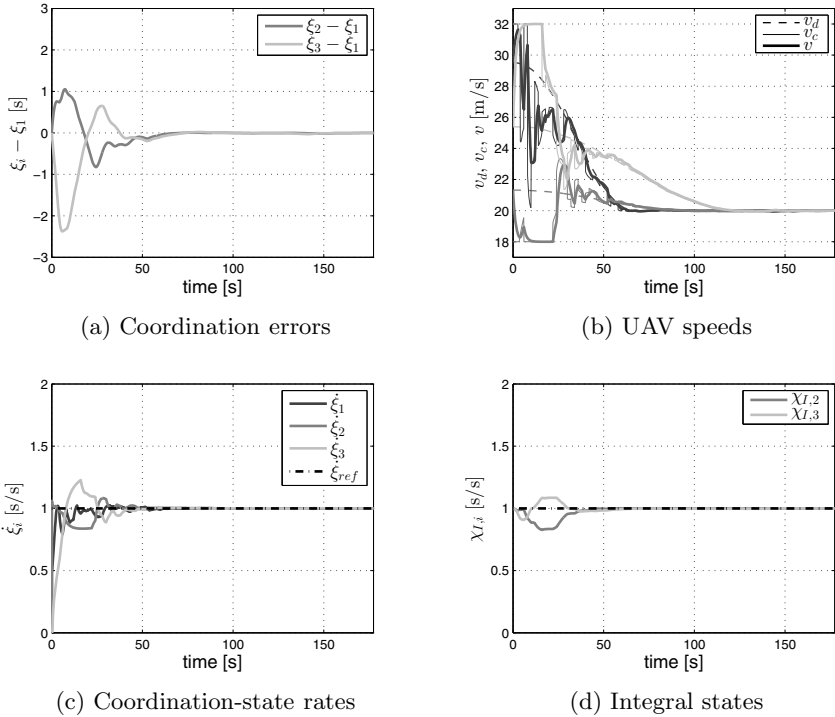 3
2
1
0
−1
−2
−3
0 50 100 150
ξi − ξ1 [s]
time [s]
ξ2 − ξ1
ξ3 − ξ1
(a) Coordination errors
32
30
28
26
24
22
20
18
0 50 100 150
vd, vc, v [m/s]
time [s]
vd
vc
v
(b) UAV speeds
2
1.5
1
0.5
0
0 50 100 150
ξ̇i [s/s]
time [s]
ξ̇1
ξ̇2
ξ̇3
ξ̇ref
(c) Coordination-state rates
2
1.5
1
0.5
0
0 50 100 150
χI,i [s/s]
time [s]
χI,2
χI,3
(d) Integral states